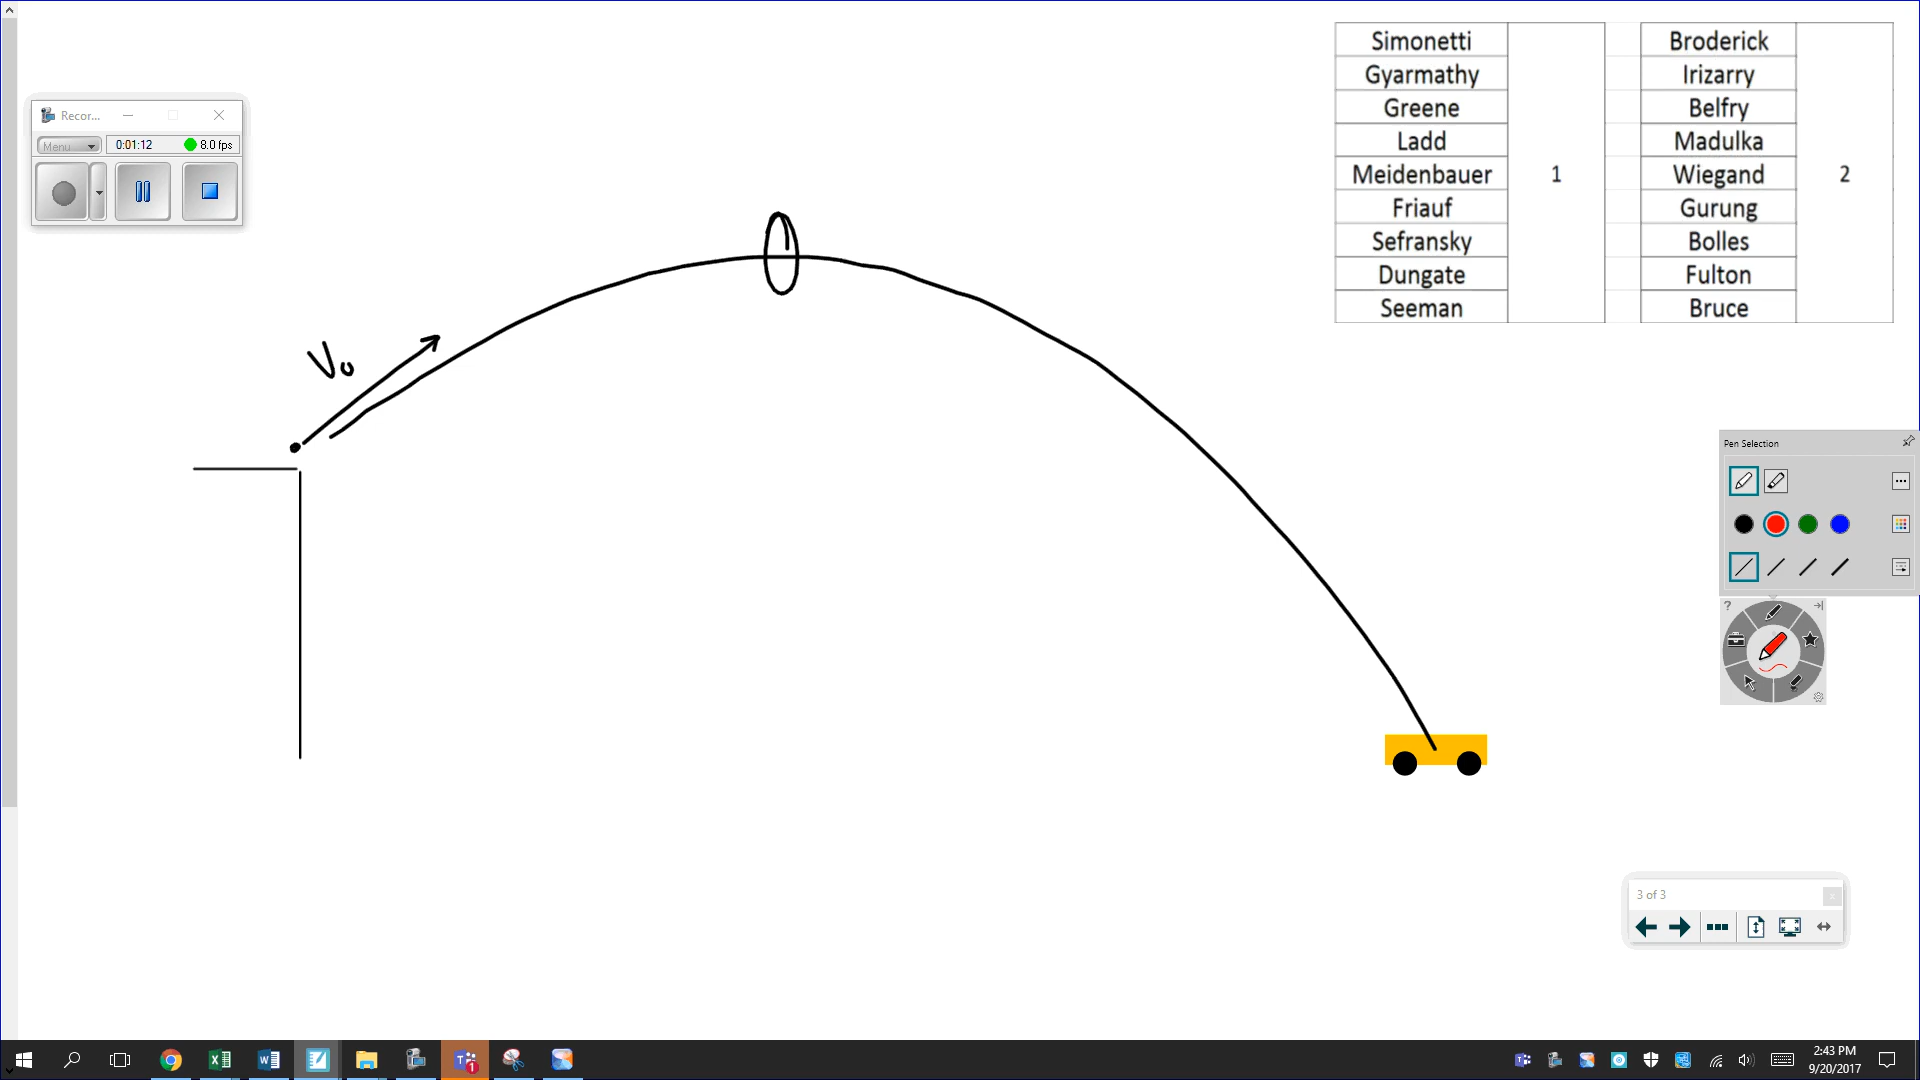 Recor...
Menu
0:01:12
8.0 fps
V₀
Simonetti
Gyarmathy
Greene
Ladd
Meidenbauer
Friauf
Sefransky
Dungate
Seeman
1
Broderick
Irizarry
Belfry
Madulka
Wiegand
Gurung
Bolles
Fulton
Bruce
2
Pen Selection
?
3 of 3
1
2:43 PM
9/20/2017